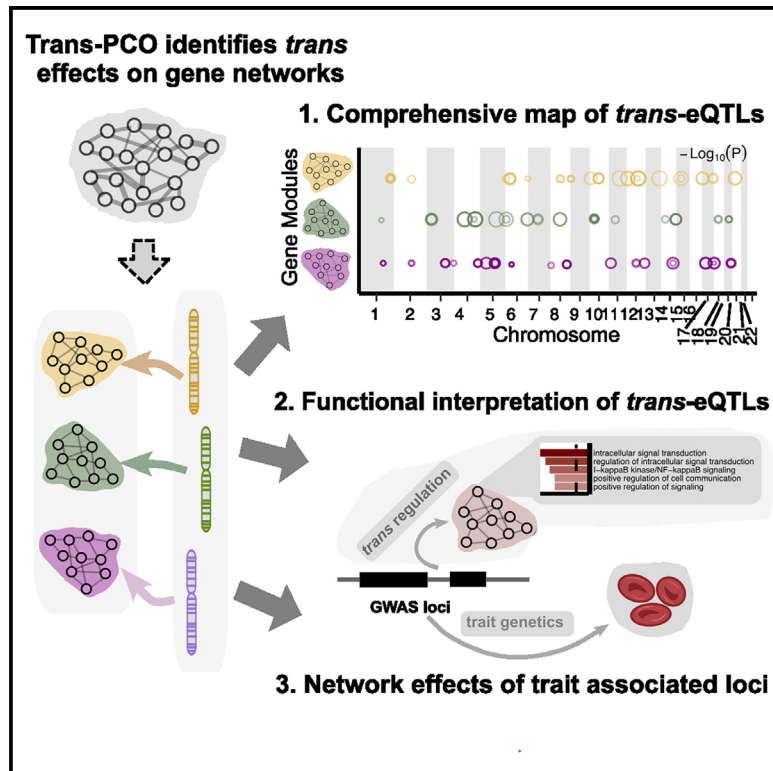 Trans-PCO identifies trans
effects on gene networks
1. Comprehensive map of trans-eQTLs
−Log10(P)
Gene Modules
1 2 3 4 5 6 7 8 9 10 11 12 13 14 15 16 17 18 19 20 21 22
Chromosome
2. Functional interpretation of trans-eQTLs
intracellular signal transduction
regulation of intracellular signal transduction
I-kappaB kinase/NF-kappaB signaling
positive regulation of cell communication
positive regulation of signaling
trans regulation
GWAS loci
trait genetics
3. Network effects of trait associated loci